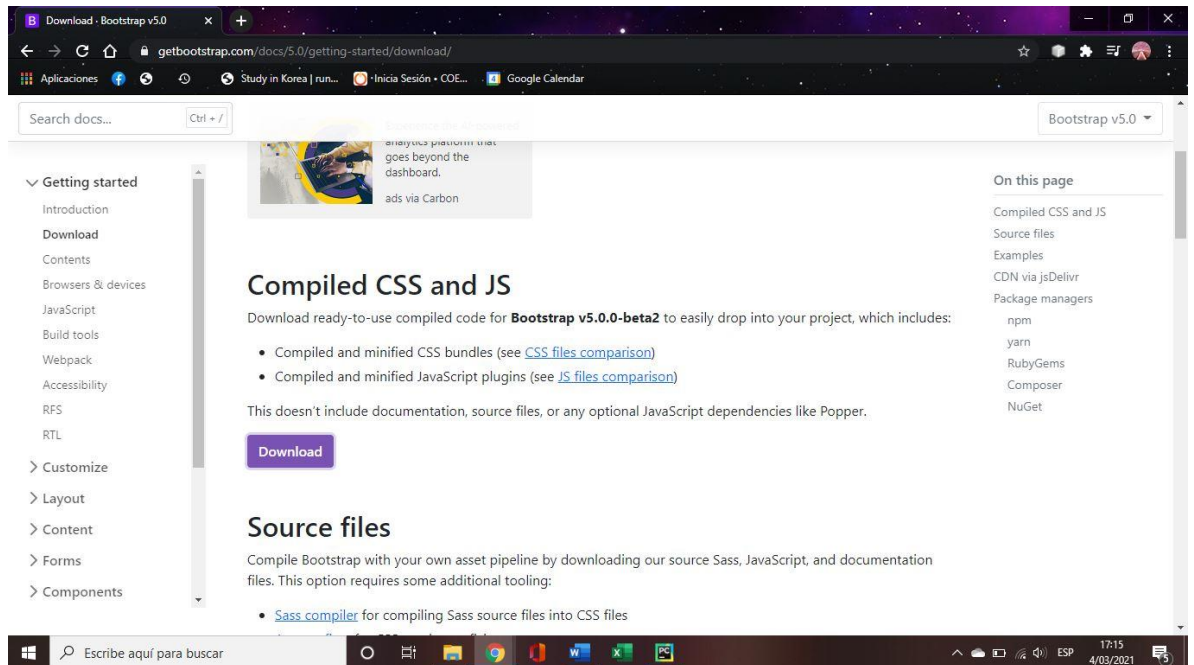 Download · Bootstrap v5.0
getbootstrap.com/docs/5.0/getting-started/download/
Aplicaciones
Study in Korea | run...
Inicia Sesión • COE...
Google Calendar
Search docs...
Ctrl + /
Bootstrap v5.0
Getting started
Introduction
Download
Contents
Browsers & devices
JavaScript
Build tools
Webpack
Accessibility
RFS
RTL
Customize
Layout
Content
Forms
Components
Experience the AI-powered
analytics platform that
goes beyond the
dashboard.
ads via Carbon
Compiled CSS and JS
Download ready-to-use compiled code for Bootstrap v5.0.0-beta2 to easily drop into your project, which includes:
• Compiled and minified CSS bundles (see CSS files comparison)
• Compiled and minified JavaScript plugins (see JS files comparison)
This doesn't include documentation, source files, or any optional JavaScript dependencies like Popper.
Download
Source files
Compile Bootstrap with your own asset pipeline by downloading our source Sass, JavaScript, and documentation
files. This option requires some additional tooling:
• Sass compiler for compiling Sass source files into CSS files
On this page
Compiled CSS and JS
Source files
Examples
CDN via jsDelivr
Package managers
npm
yarn
RubyGems
Composer
NuGet
Escribe aquí para buscar
ESP
17:15
4/03/2021